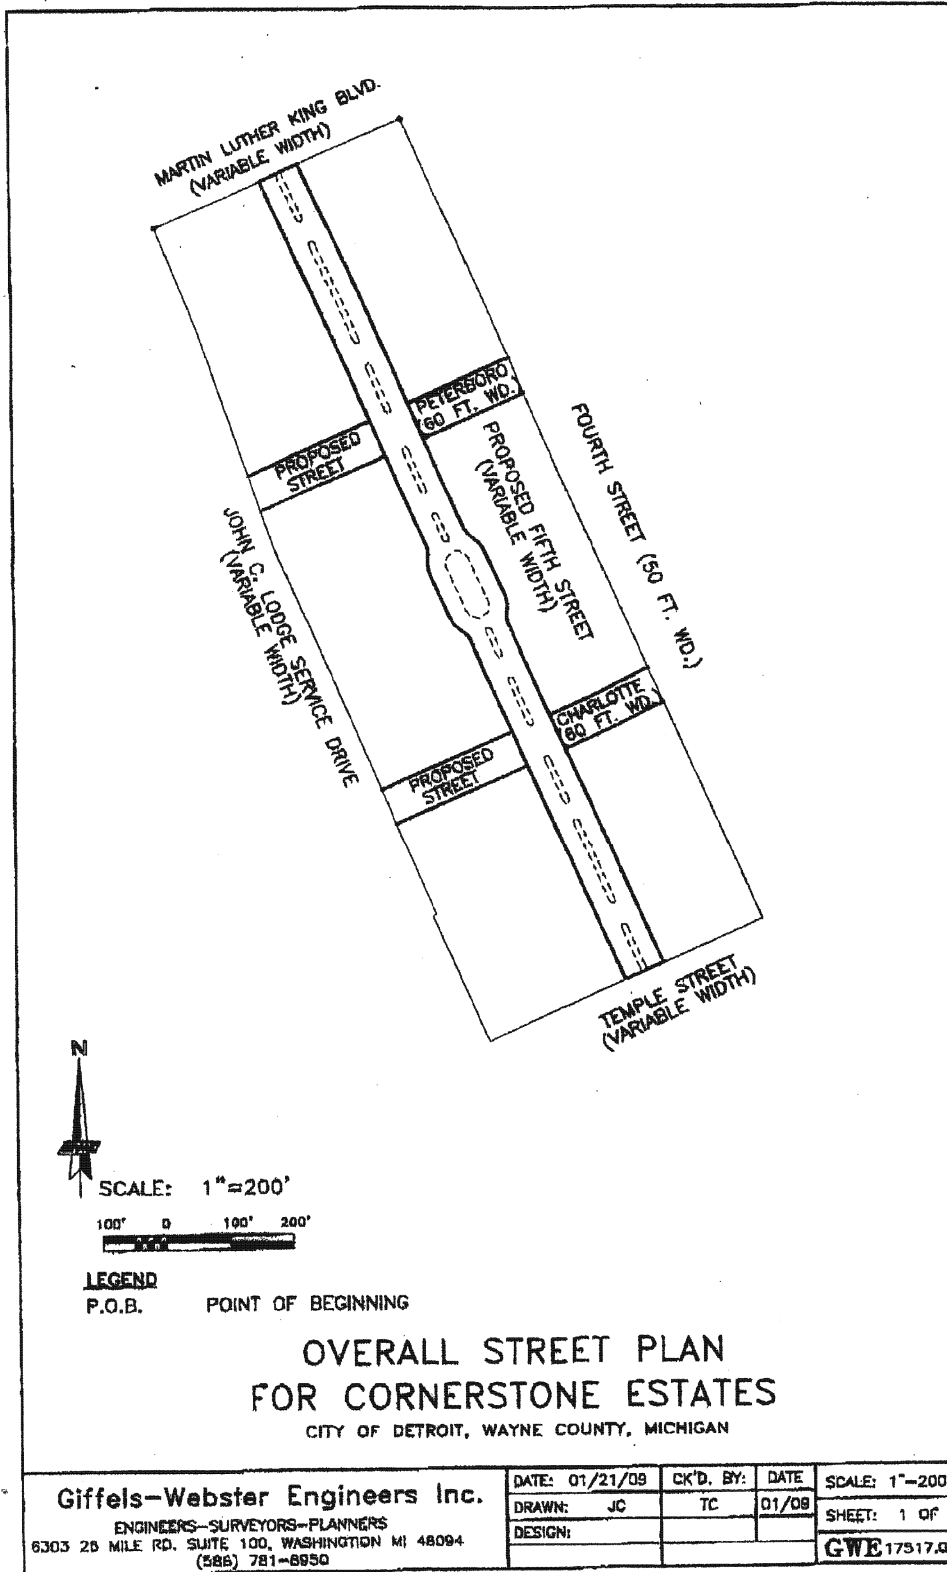 MARTIN LUTHER KING BLVD.
(VARIABLE WIDTH)
PETERBORO
(60 FT. WD.)
PROPOSED
STREET
FOURTH STREET (50 FT. WD.)
PROPOSED FIFTH STREET
(VARIABLE WIDTH)
JOHN C. LODGE SERVICE DRIVE
(VARIABLE WIDTH)
CHARLOTTE
(60 FT. WD.)
PROPOSED
STREET
TEMPLE STREET
(VARIABLE WIDTH)
N
SCALE: 1"=200'
100' 0 100' 200'
LEGEND
P.O.B. POINT OF BEGINNING
OVERALL STREET PLAN
FOR CORNERSTONE ESTATES
CITY OF DETROIT, WAYNE COUNTY, MICHIGAN
Giffels-Webster Engineers Inc.
ENGINEERS-SURVEYORS-PLANNERS
6303 26 MILE RD. SUITE 100, WASHINGTON MI 48094
(586) 781-8950
DATE: 01/21/09 CK'D. BY: DATE
DRAWN: JC TC 01/09
DESIGN:
SCALE: 1"=200
SHEET: 1 OF
GWE 17517.0